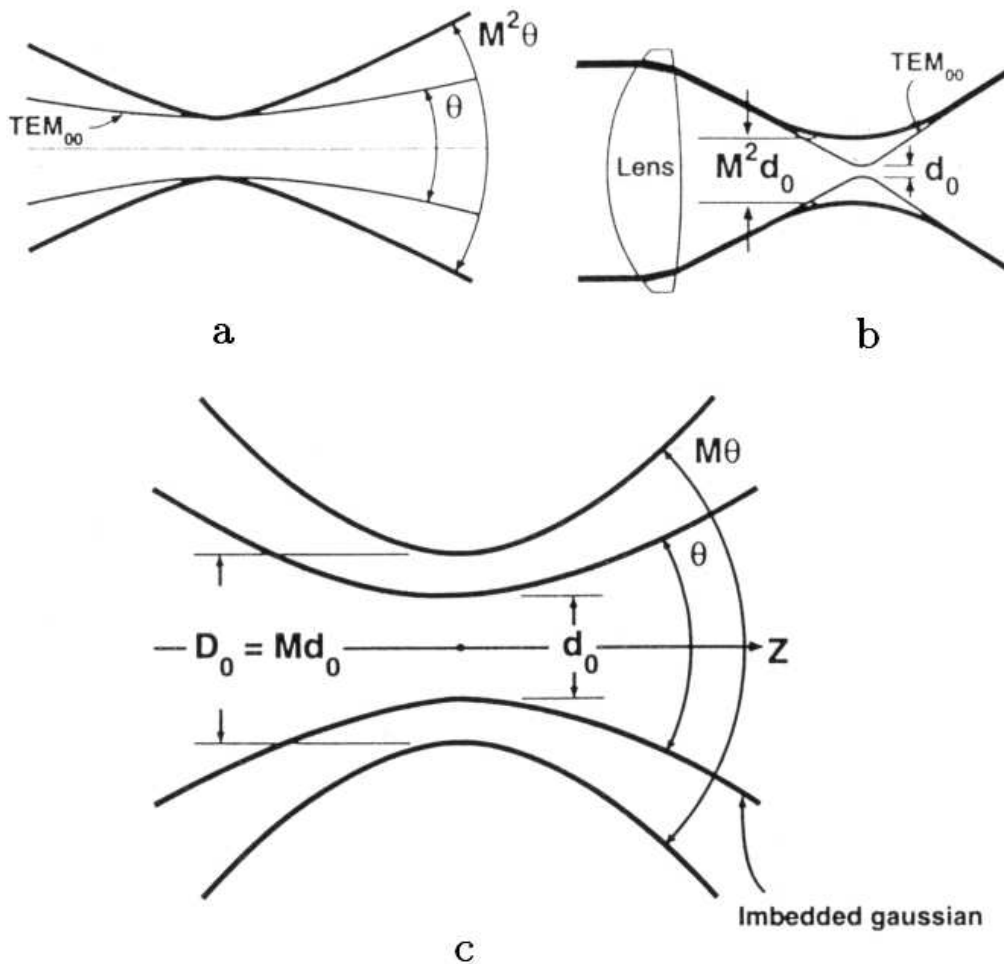 M²θ
TEM₀₀
θ
a
TEM₀₀
Lens
M²d₀
d₀
b
Mθ
θ
D₀ = Md₀
d₀
Z
Imbedded gaussian
c